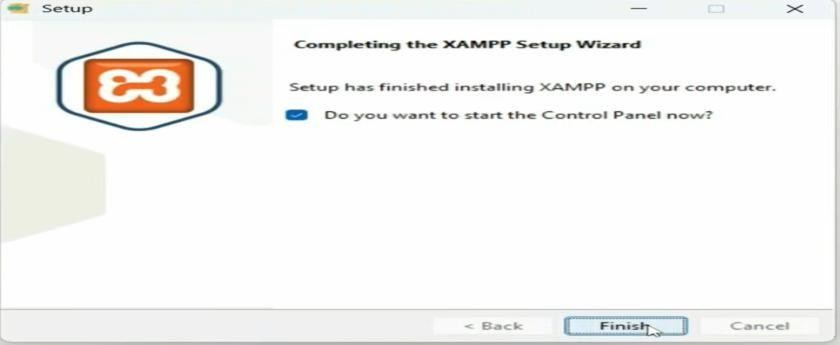 Setup
Completing the XAMPP Setup Wizard
Setup has finished installing XAMPP on your computer.
Do you want to start the Control Panel now?
< Back
Finish
Cancel